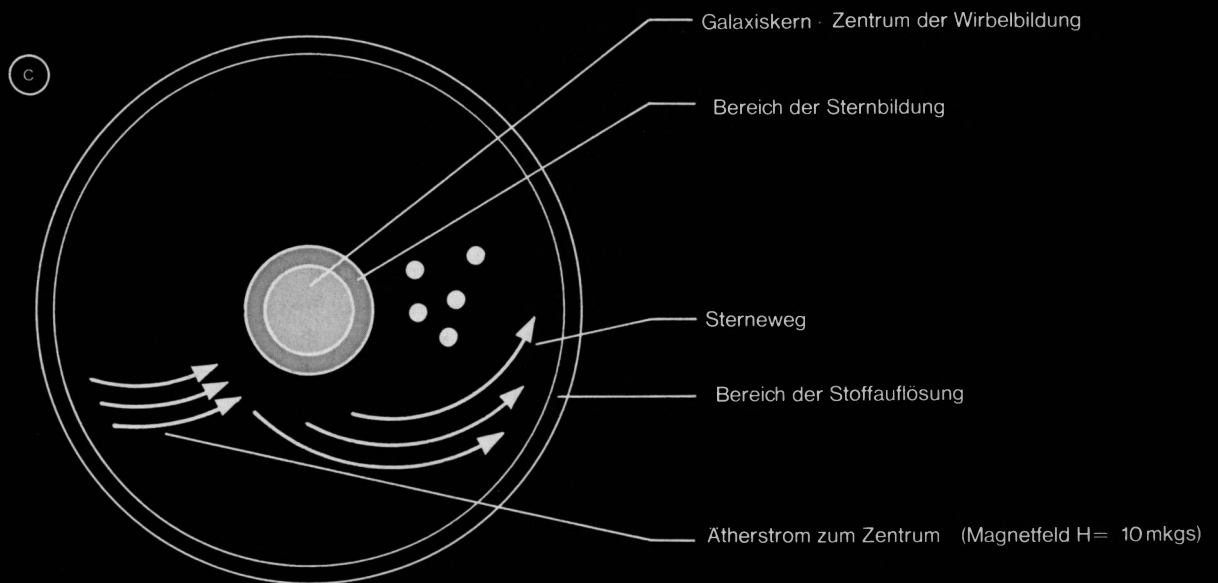 Galaxiskern · Zentrum der Wirbelbildung
C
Bereich der Sternbildung
Sterneweg
Bereich der Stoffauflösung
Ätherstrom zum Zentrum (Magnetfeld H= 10 mkgs)